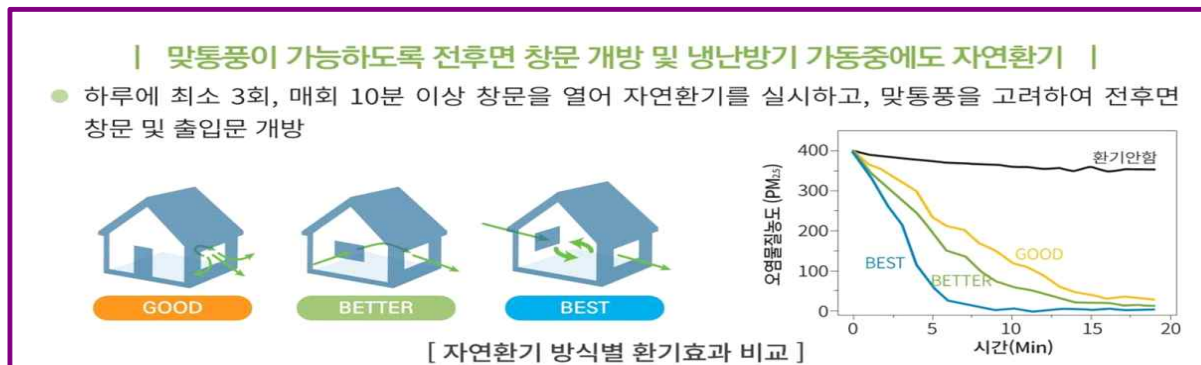 | 맞통풍이 가능하도록 전후면 창문 개방 및 냉난방기 가동중에도 자연환기 |
하루에 최소 3회, 매회 10분 이상 창문을 열어 자연환기를 실시하고, 맞통풍을 고려하여 전후면
창문 및 출입문 개방
GOOD
BETTER
BEST
오염물질농도 (PM2.5)
400
300
200
100
0
환기안함
GOOD
BETTER
BEST
0 5 10 15 20
시간(Min)
[ 자연환기 방식별 환기효과 비교 ]